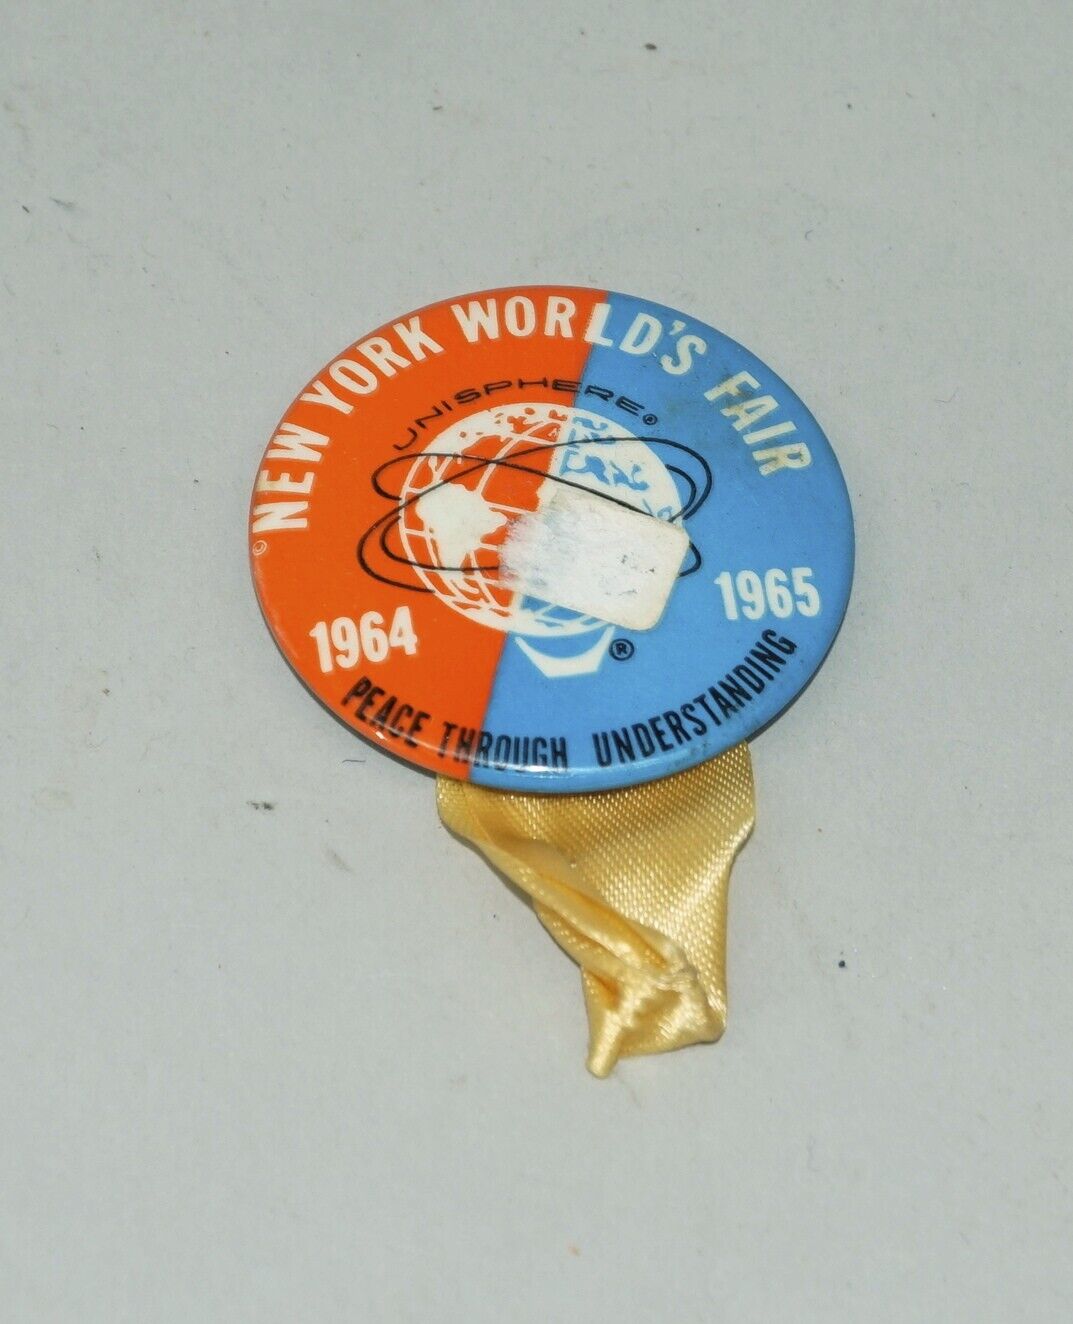 © NEW YORK WORLD'S FAIR
UNISPHERE®
1964
1965
®
PEACE THROUGH UNDERSTANDING